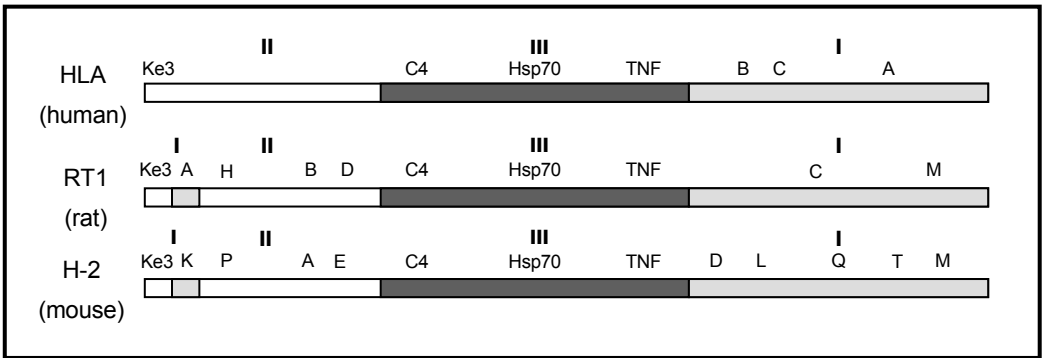 II III I
Ke3 C4 Hsp70 TNF B C A
HLA
(human)
I II III I
Ke3 A H B D C4 Hsp70 TNF C M
RT1
(rat)
I II III I
Ke3 K P A E C4 Hsp70 TNF D L Q T M
H-2
(mouse)